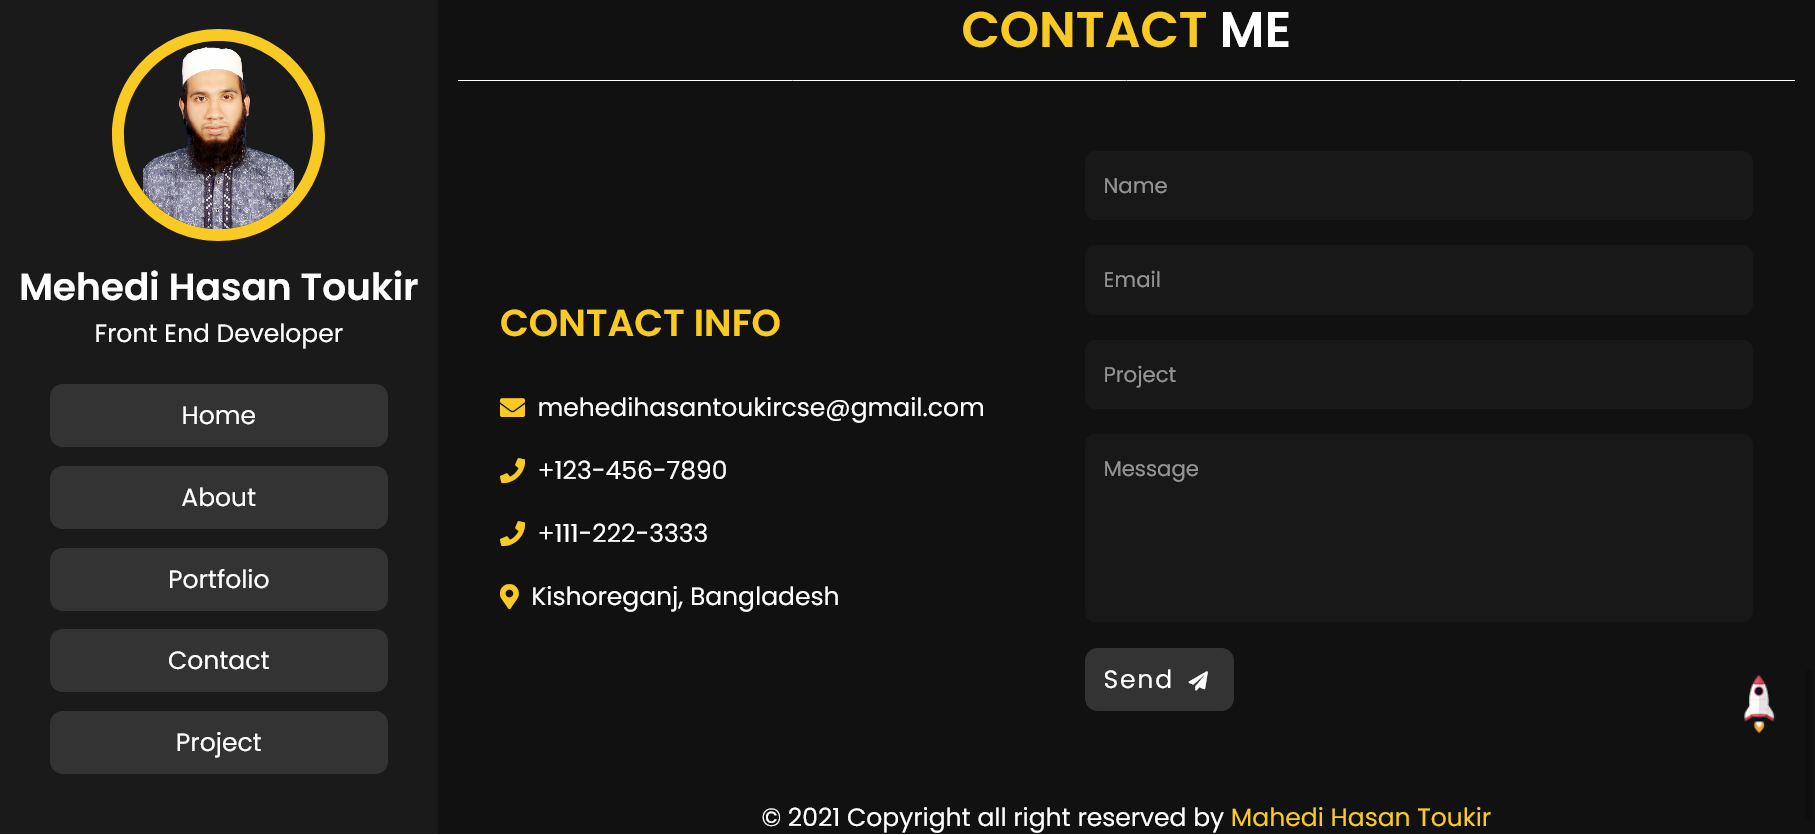 Mehedi Hasan Toukir
Front End Developer
Home
About
Portfolio
Contact
Project
CONTACT ME
CONTACT INFO
mehedihasantoukircse@gmail.com
+123-456-7890
+111-222-3333
Kishoreganj, Bangladesh
Name
Email
Project
Message
Send
© 2021 Copyright all right reserved by Mahedi Hasan Toukir